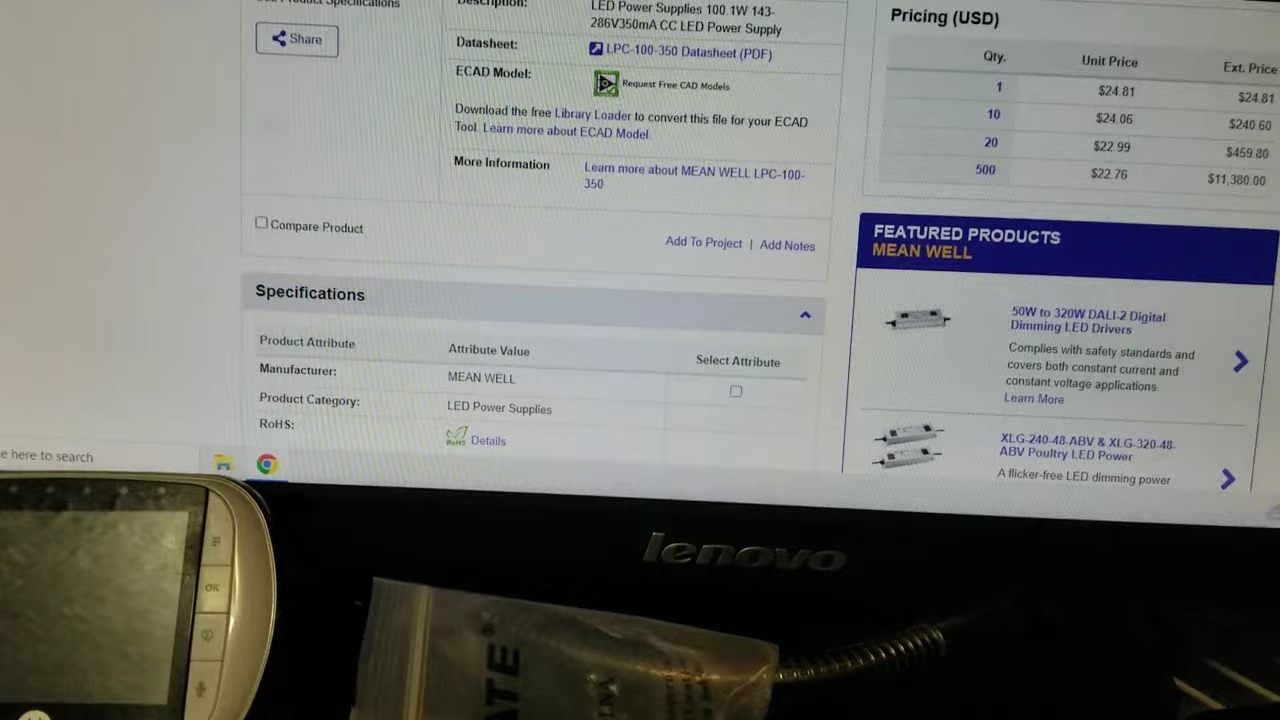 Share
Description:
LED Power Supplies 100.1W 143-
286V350mA CC LED Power Supply
Datasheet:
LPC-100-350 Datasheet (PDF)
ECAD Model:
Request Free CAD Models
Download the free Library Loader to convert this file for your ECAD
Tool. Learn more about ECAD Model.
More Information
Learn more about MEAN WELL LPC-100-
350
Compare Product
Add To Project | Add Notes
Specifications
Product Attribute
Attribute Value
Select Attribute
Manufacturer:
MEAN WELL
Product Category:
LED Power Supplies
RoHS:
RoHS
Details
Pricing (USD)
Qty. Unit Price Ext. Price
1 $24.81 $24.81
10 $24.06 $240.60
20 $22.99 $459.80
500 $22.76 $11,380.00
FEATURED PRODUCTS
MEAN WELL
50W to 320W DALI-2 Digital
Dimming LED Drivers
Complies with safety standards and
covers both constant current and
constant voltage applications.
Learn More
XLG-240-48-ABV & XLG-320-48-
ABV Poultry LED Power
A flicker-free LED dimming power
e here to search
lenovo
OK
ATE